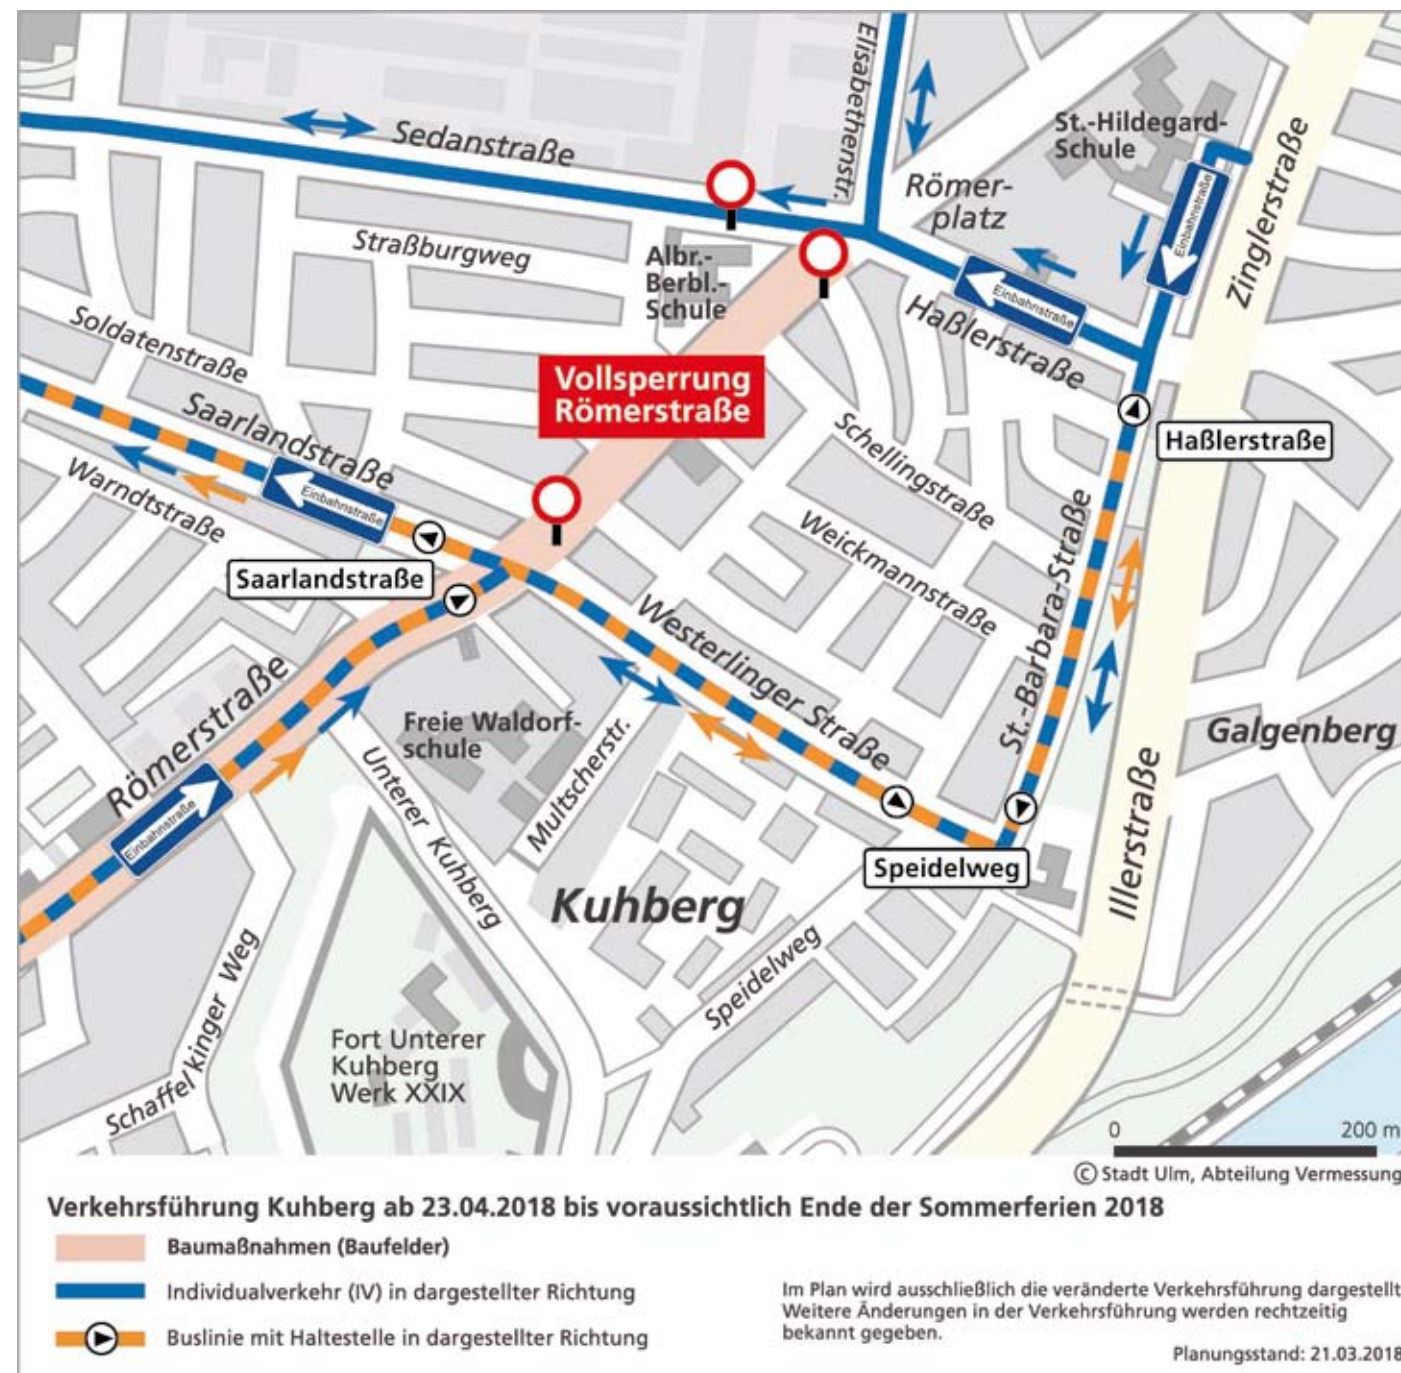 Elisabethenstr.
Sedanstraße
St.-Hildegard-
Schule
Römer-
platz
Zinglerstraße
Einbahnstraße
Straßburgweg
Albr.-
Berbl.-
Schule
Einbahnstraße
Haßlerstraße
Soldatenstraße
Vollsperrung
Römerstraße
Saarlandstraße
Haßlerstraße
Schellingstraße
Warndtstraße
Einbahnstraße
Weickmannstraße
Saarlandstraße
St.-Barbara-Straße
Westerlinger Straße
Römerstraße
Freie Waldorf-
schule
Galgenberg
Unterer Kuhberg
Multscherstr.
Einbahnstraße
Illerstraße
Speidelweg
Kuhberg
Speidelweg
Schaffelkinger Weg
Fort Unterer
Kuhberg
Werk XXIX
0 200 m
© Stadt Ulm, Abteilung Vermessung
Verkehrsführung Kuhberg ab 23.04.2018 bis voraussichtlich Ende der Sommerferien 2018
Baumaßnahmen (Baufelder)
Individualverkehr (IV) in dargestellter Richtung
Buslinie mit Haltestelle in dargestellter Richtung
Im Plan wird ausschließlich die veränderte Verkehrsführung dargestellt
Weitere Änderungen in der Verkehrsführung werden rechtzeitig
bekannt gegeben.
Planungsstand: 21.03.2018